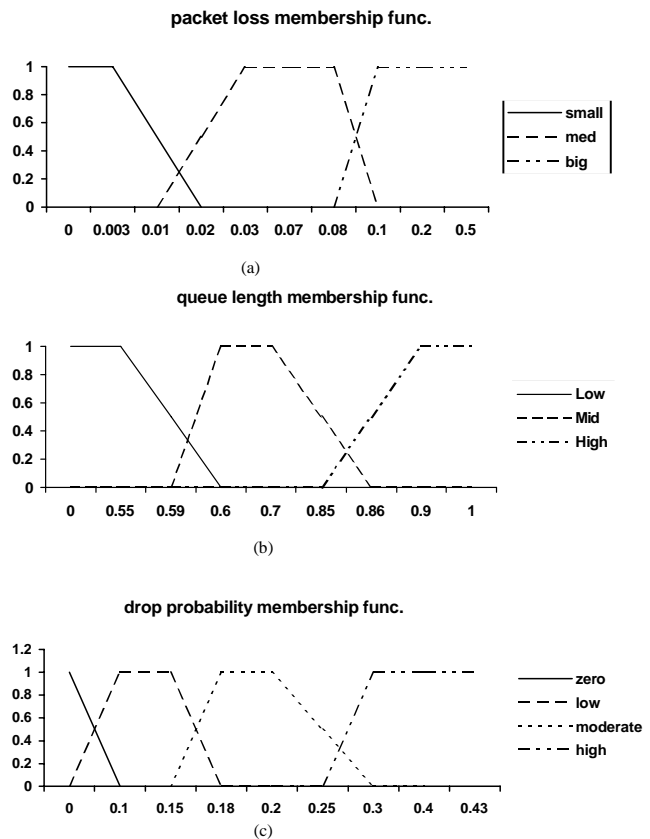 packet loss membership func.
1
0.8
0.6
0.4
0.2
0
0 0.003 0.01 0.02 0.03 0.07 0.08 0.1 0.2 0.5
small
med
big
(a)
queue length membership func.
1
0.8
0.6
0.4
0.2
0
0 0.55 0.59 0.6 0.7 0.85 0.86 0.9 1
Low
Mid
High
(b)
drop probability membership func.
1.2
1
0.8
0.6
0.4
0.2
0
0 0.1 0.15 0.18 0.2 0.25 0.3 0.4 0.43
zero
low
moderate
high
(c)